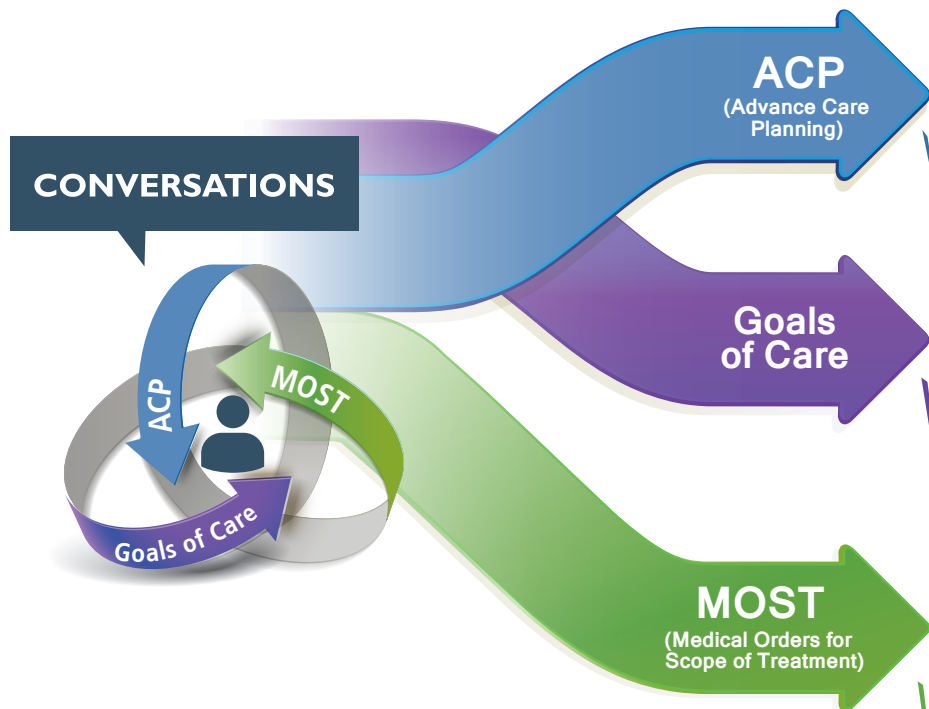 CONVERSATIONS
ACP
(Advance Care
Planning)
Goals
of Care
MOST
(Medical Orders for
Scope of Treatment)
ACP
MOST
Goals of Care